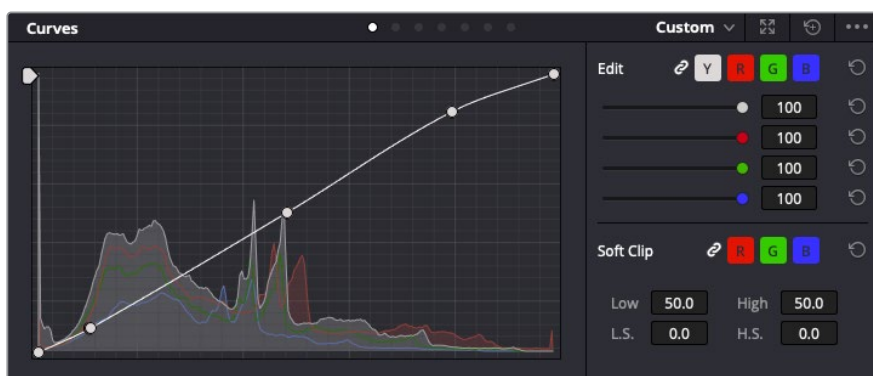 Curves Custom
Edit Y R G B
100
100
100
100
Soft Clip R G B
Low 50.0 High 50.0
L.S. 0.0 H.S. 0.0